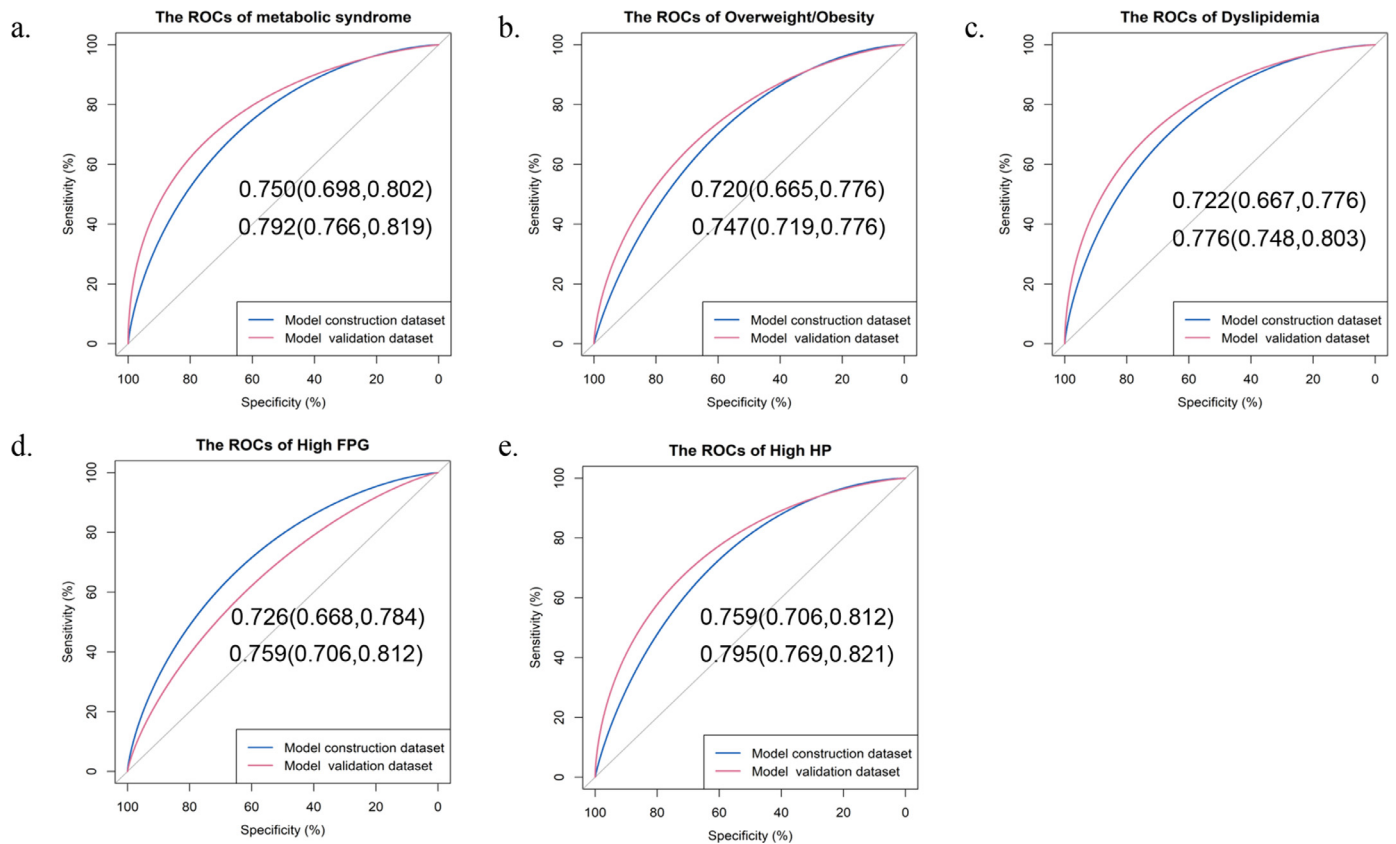 a.
The ROCs of metabolic syndrome
Sensitivity (%)
100
80
60
40
20
0
0.750(0.698,0.802)
0.792(0.766,0.819)
Model construction dataset
Model validation dataset
100 80 60 40 20 0
Specificity (%)
b.
The ROCs of Overweight/Obesity
Sensitivity (%)
100
80
60
40
20
0
0.720(0.665,0.776)
0.747(0.719,0.776)
Model construction dataset
Model validation dataset
100 80 60 40 20 0
Specificity (%)
c.
The ROCs of Dyslipidemia
Sensitivity (%)
100
80
60
40
20
0
0.722(0.667,0.776)
0.776(0.748,0.803)
Model construction dataset
Model validation dataset
100 80 60 40 20 0
Specificity (%)
d.
The ROCs of High FPG
Sensitivity (%)
100
80
60
40
20
0
0.726(0.668,0.784)
0.759(0.706,0.812)
Model construction dataset
Model validation dataset
100 80 60 40 20 0
Specificity (%)
e.
The ROCs of High HP
Sensitivity (%)
100
80
60
40
20
0
0.759(0.706,0.812)
0.795(0.769,0.821)
Model construction dataset
Model validation dataset
100 80 60 40 20 0
Specificity (%)